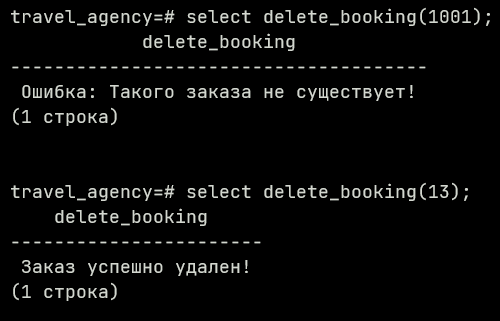 travel_agency=# select delete_booking(1001);
delete_booking
--------------------------------------
Ошибка: Такого заказа не существует!
(1 строка)
travel_agency=# select delete_booking(13);
delete_booking
-----------------------
Заказ успешно удален!
(1 строка)